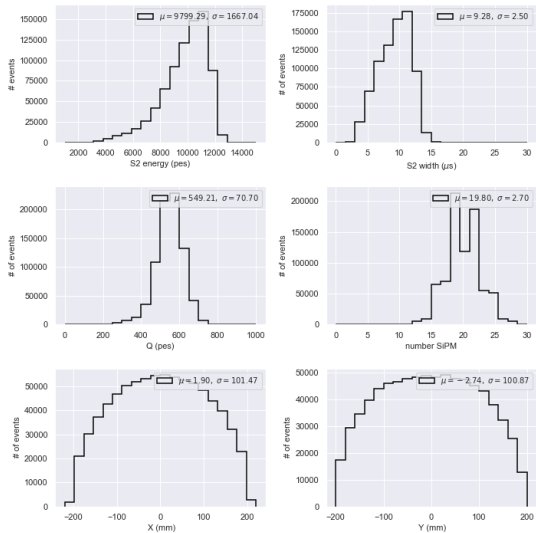 μ=9799.29, σ=1667.04
150000
125000
100000
75000
50000
25000
0
# of events
2000 4000 6000 8000 10000 12000 14000
S2 energy (pes)
μ=9.28, σ=2.50
175000
150000
125000
100000
75000
50000
25000
0
# of events
0 5 10 15 20 25 30
S2 width (μs)
μ=549.21, σ=70.70
200000
150000
100000
50000
0
# of events
0 200 400 600 800 1000
Q (pes)
μ=19.80, σ=2.70
200000
150000
100000
50000
0
# of events
0 5 10 15 20 25 30
number SiPM
μ=1.90, σ=101.47
50000
40000
30000
20000
10000
0
# of events
−200 −100 0 100 200
X (mm)
μ=−2.74, σ=100.87
50000
40000
30000
20000
10000
0
# of events
−200 −100 0 100 200
Y (mm)